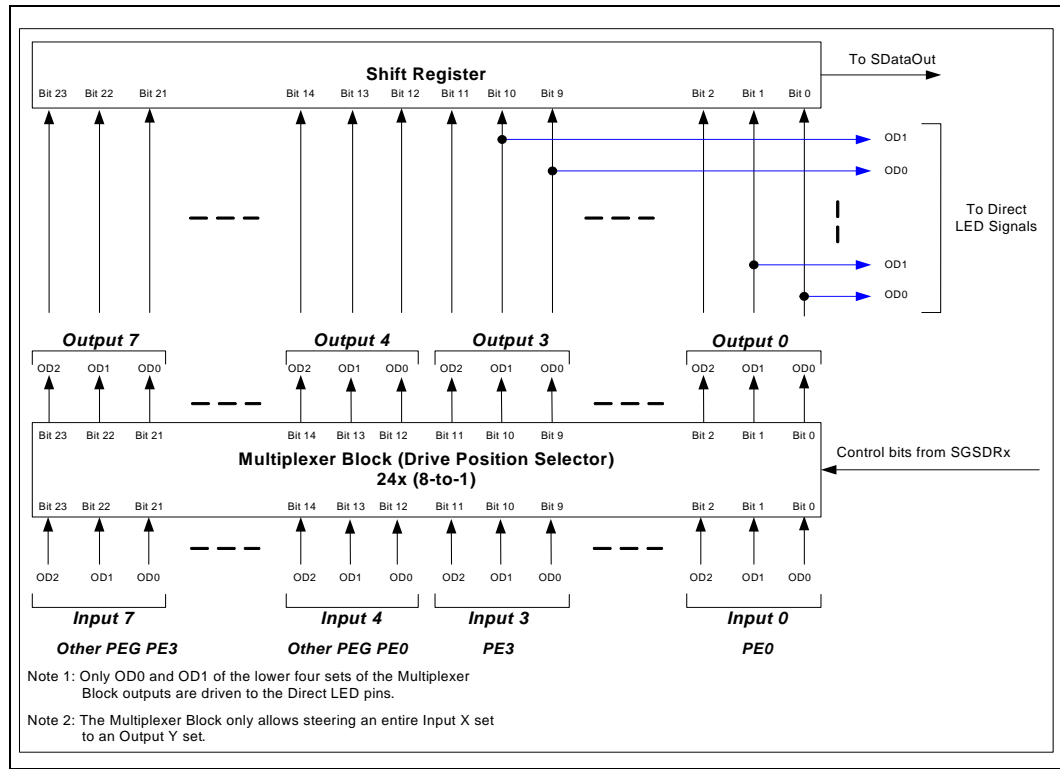 To SDataOut
Shift Register
Bit 23 Bit 22 Bit 21 Bit 14 Bit 13 Bit 12 Bit 11 Bit 10 Bit 9 Bit 2 Bit 1 Bit 0
OD1
OD0
To Direct
LED Signals
OD1
OD0
Output 7 Output 4 Output 3 Output 0
OD2 OD1 OD0 OD2 OD1 OD0 OD2 OD1 OD0 OD2 OD1 OD0
Bit 23 Bit 22 Bit 21 Bit 14 Bit 13 Bit 12 Bit 11 Bit 10 Bit 9 Bit 2 Bit 1 Bit 0
Control bits from SGSDRx
Multiplexer Block (Drive Position Selector)
24x (8-to-1)
Bit 23 Bit 22 Bit 21 Bit 14 Bit 13 Bit 12 Bit 11 Bit 10 Bit 9 Bit 2 Bit 1 Bit 0
OD2 OD1 OD0 OD2 OD1 OD0 OD2 OD1 OD0 OD2 OD1 OD0
Input 7 Input 4 Input 3 Input 0
Other PEG PE3 Other PEG PE0 PE3 PE0
Note 1: Only OD0 and OD1 of the lower four sets of the Multiplexer
Block outputs are driven to the Direct LED pins.
Note 2: The Multiplexer Block only allows steering an entire Input X set
to an Output Y set.